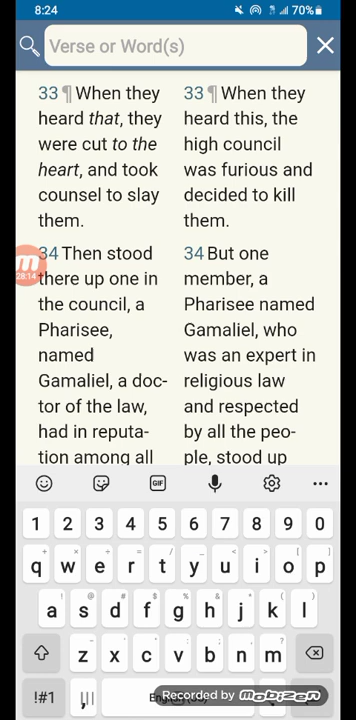 8:24
70%
Verse or Word(s)
33 ¶ When they
heard that, they
were cut to the
heart, and took
counsel to slay
them.
34 Then stood
there up one in
the council, a
Pharisee,
named
Gamaliel, a doc-
tor of the law,
had in reputa-
tion among all
33 ¶ When they
heard this, the
high council
was furious and
decided to kill
them.
34 But one
member, a
Pharisee named
Gamaliel, who
was an expert in
religious law
and respected
by all the peo-
ple, stood up
28:14
GIF
1 2 3 4 5 6 7 8 9 0
q w e r t y u i o p
a s d f g h j k l
z x c v b n m
!#1
Recorded by mobizen